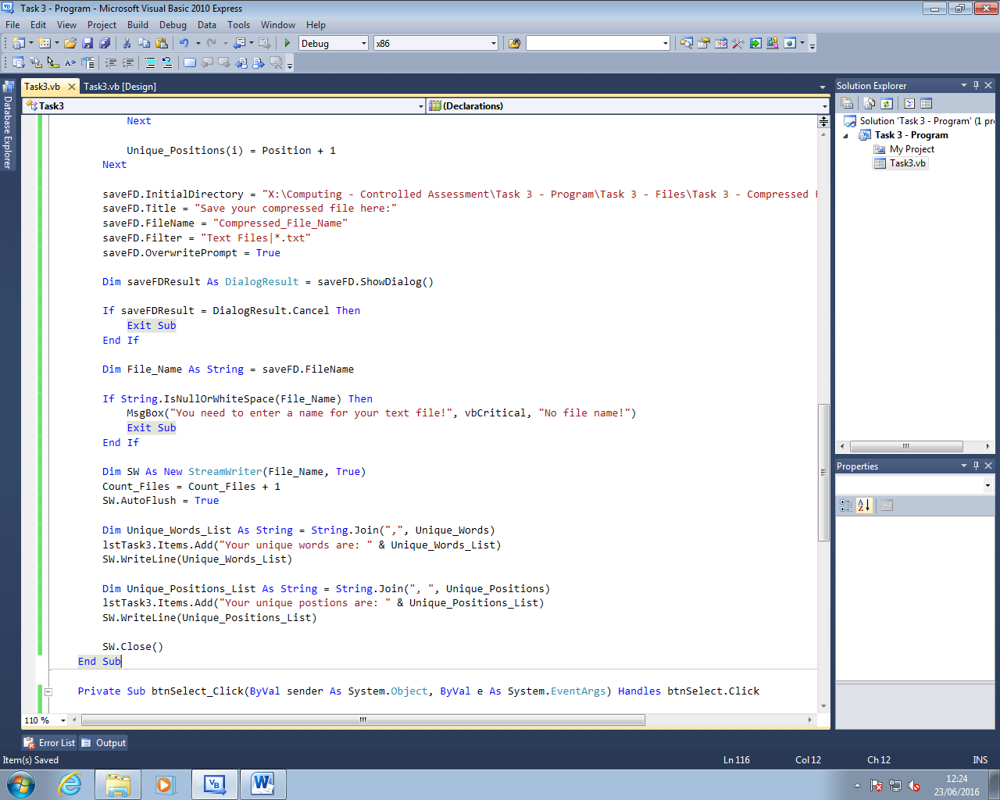 Task 3 - Program - Microsoft Visual Basic 2010 Express
File Edit View Project Build Debug Data Tools Window Help
Debug x86
Task3.vb Task3.vb [Design]
Task3 (Declarations)
Database Explorer
Next
Unique_Positions(i) = Position + 1
Next
saveFD.InitialDirectory = "X:\Computing - Controlled Assessment\Task 3 - Program\Task 3 - Files\Task 3 - Compressed
saveFD.Title = "Save your compressed file here:"
saveFD.FileName = "Compressed_File_Name"
saveFD.Filter = "Text Files|*.txt"
saveFD.OverwritePrompt = True
Dim saveFDResult As DialogResult = saveFD.ShowDialog()
If saveFDResult = DialogResult.Cancel Then
Exit Sub
End If
Dim File_Name As String = saveFD.FileName
If String.IsNullOrWhiteSpace(File_Name) Then
MsgBox("You need to enter a name for your text file!", vbCritical, "No file name!")
Exit Sub
End If
Dim SW As New StreamWriter(File_Name, True)
Count_Files = Count_Files + 1
SW.AutoFlush = True
Dim Unique_Words_List As String = String.Join(",", Unique_Words)
lstTask3.Items.Add("Your unique words are: " & Unique_Words_List)
SW.WriteLine(Unique_Words_List)
Dim Unique_Positions_List As String = String.Join(", ", Unique_Positions)
lstTask3.Items.Add("Your unique postions are: " & Unique_Positions_List)
SW.WriteLine(Unique_Positions_List)
SW.Close()
End Sub
Private Sub btnSelect_Click(ByVal sender As System.Object, ByVal e As System.EventArgs) Handles btnSelect.Click
110 %
Solution Explorer
Solution 'Task 3 - Program' (1 pr
Task 3 - Program
My Project
Task3.vb
Properties
Error List Output
Item(s) Saved Ln 116 Col 12 Ch 12 INS
12:24
23/06/2016